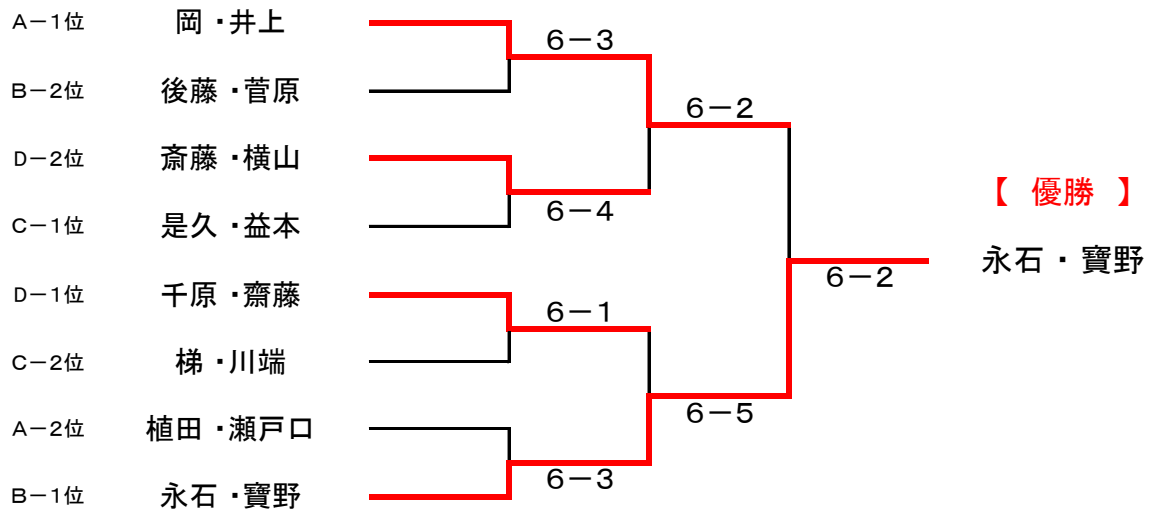 A－1位 岡・井上
6－3
B－2位 後藤・菅原
6－2
D－2位 斎藤・横山
【 優勝 】
6－4
C－1位 是久・益本
永石・寶野
6－2
D－1位 千原・齋藤
6－1
C－2位 梯・川端
6－5
A－2位 植田・瀬戸口
6－3
B－1位 永石・寶野